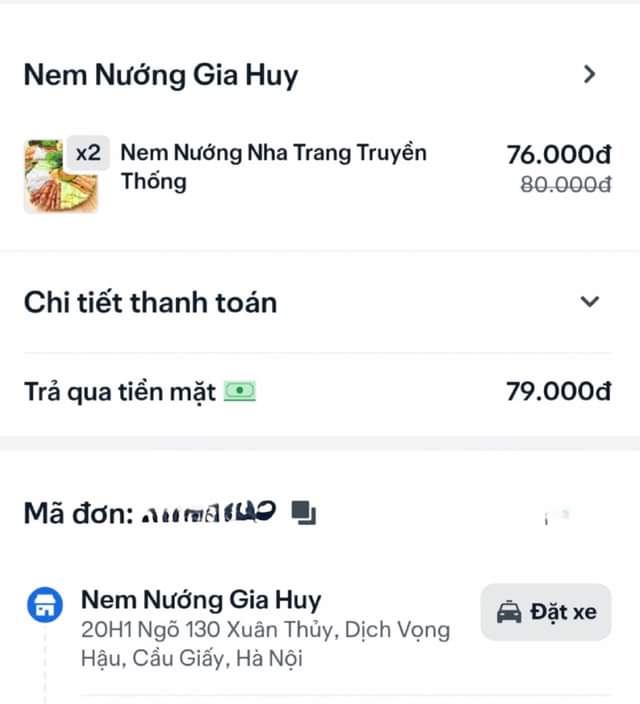 Nem Nướng Gia Huy
x2 Nem Nướng Nha Trang Truyền 76.000đ
Thống 80.000đ
Chi tiết thanh toán
Trả qua tiền mặt 79.000đ
Mã đơn:
Nem Nướng Gia Huy
20H1 Ngõ 130 Xuân Thủy, Dịch Vọng
Hậu, Cầu Giấy, Hà Nội
Đặt xe